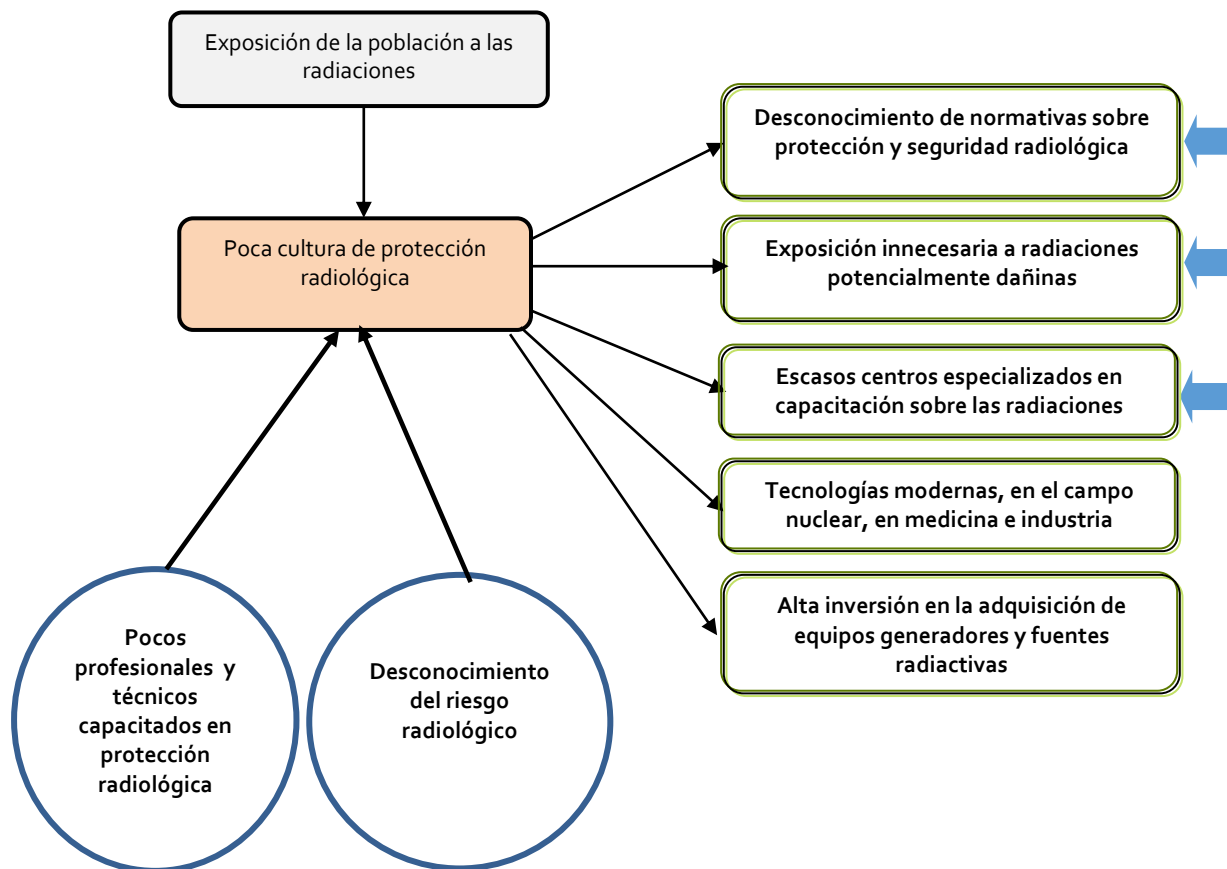 Exposición de la población a las
radiaciones
Poca cultura de protección
radiológica
Desconocimiento de normativas sobre
protección y seguridad radiológica
Exposición innecesaria a radiaciones
potencialmente dañinas
Escasos centros especializados en
capacitación sobre las radiaciones
Tecnologías modernas, en el campo
nuclear, en medicina e industria
Alta inversión en la adquisición de
equipos generadores y fuentes
radiactivas
Pocos
profesionales y
técnicos
capacitados en
protección
radiológica
Desconocimiento
del riesgo
radiológico